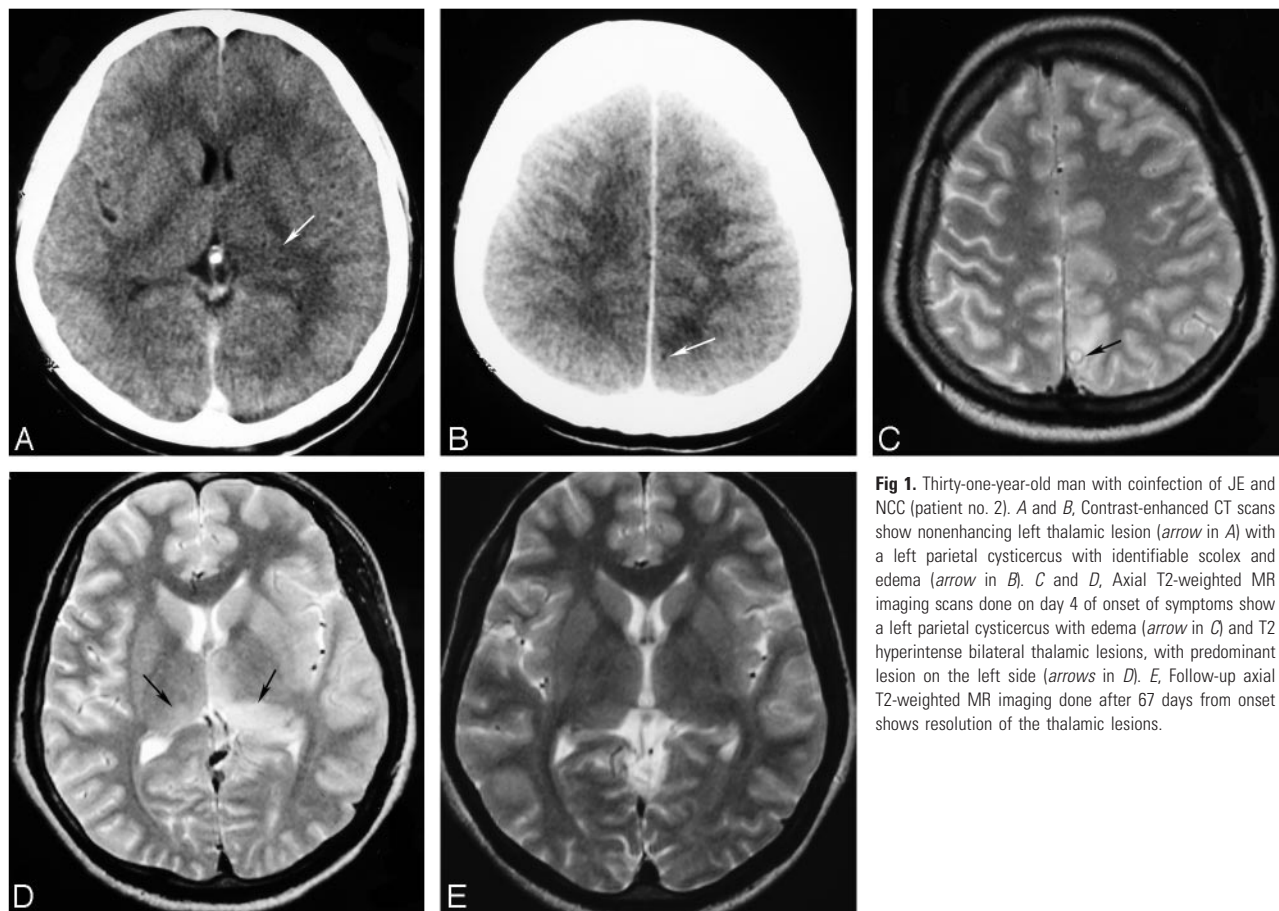 A
B
C
D
E
Fig 1. Thirty-one-year-old man with coinfection of JE and
NCC (patient no. 2). A and B, Contrast-enhanced CT scans
show nonenhancing left thalamic lesion (arrow in A) with
a left parietal cysticercus with identifiable scolex and
edema (arrow in B). C and D, Axial T2-weighted MR
imaging scans done on day 4 of onset of symptoms show
a left parietal cysticercus with edema (arrow in C) and T2
hyperintense bilateral thalamic lesions, with predominant
lesion on the left side (arrows in D). E, Follow-up axial
T2-weighted MR imaging done after 67 days from onset
shows resolution of the thalamic lesions.